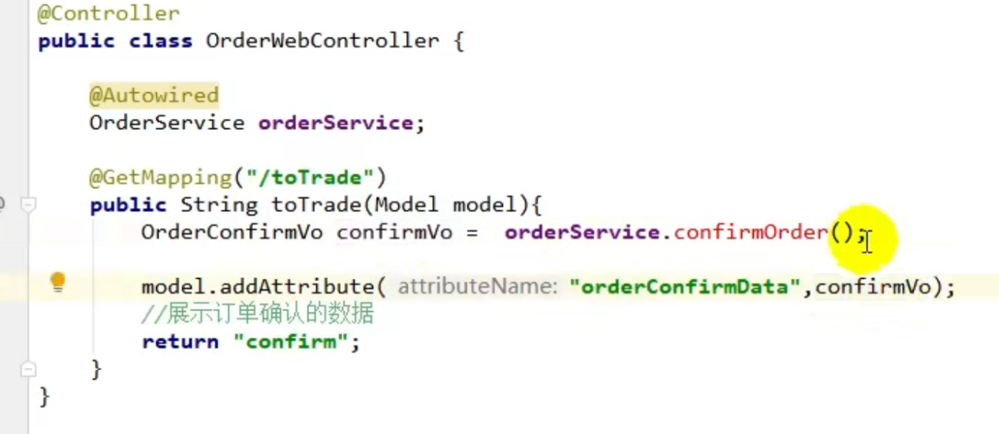 @Controller
public class OrderWebController {
@Autowired
OrderService orderService;
@GetMapping("/toTrade")
public String toTrade(Model model){
OrderConfirmVo confirmVo = orderService.confirmOrder();
model.addAttribute( attributeName: "orderConfirmData",confirmVo);
//展示订单确认的数据
return "confirm";
}
}